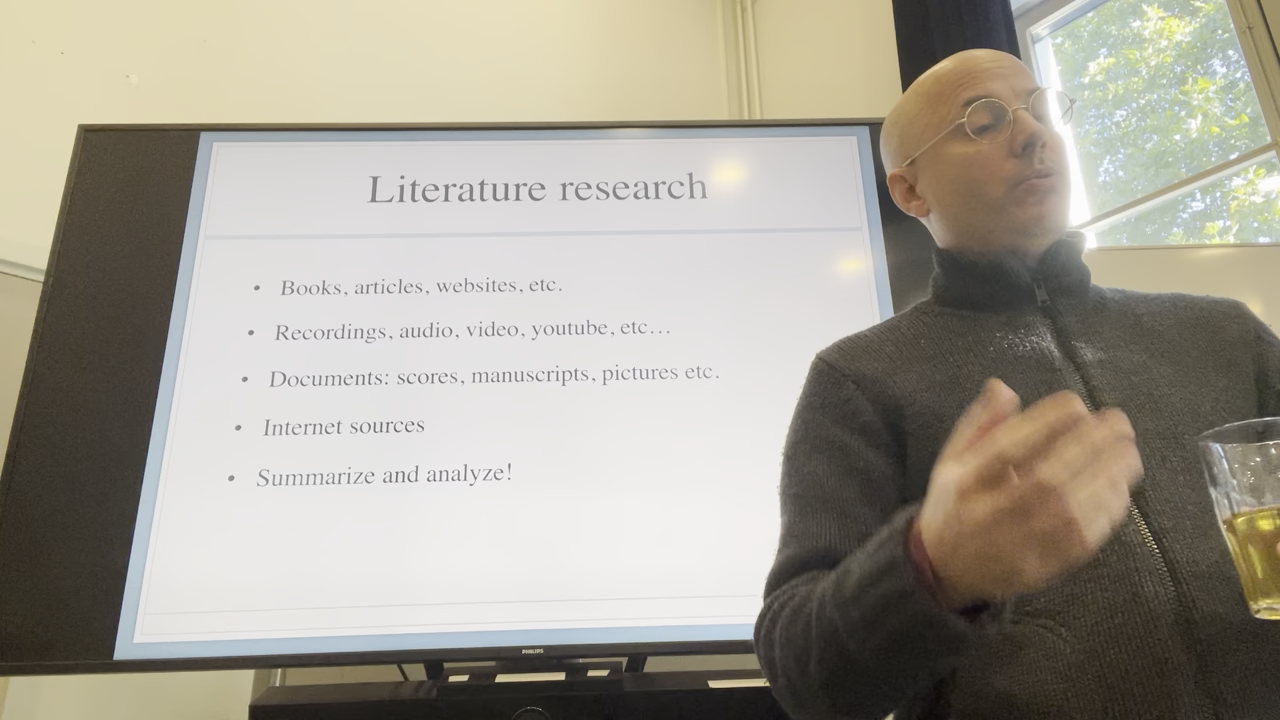 Literature research
• Books, articles, websites, etc.
• Recordings, audio, video, youtube, etc…
• Documents: scores, manuscripts, pictures etc.
• Internet sources
• Summarize and analyze!
PHILIPS